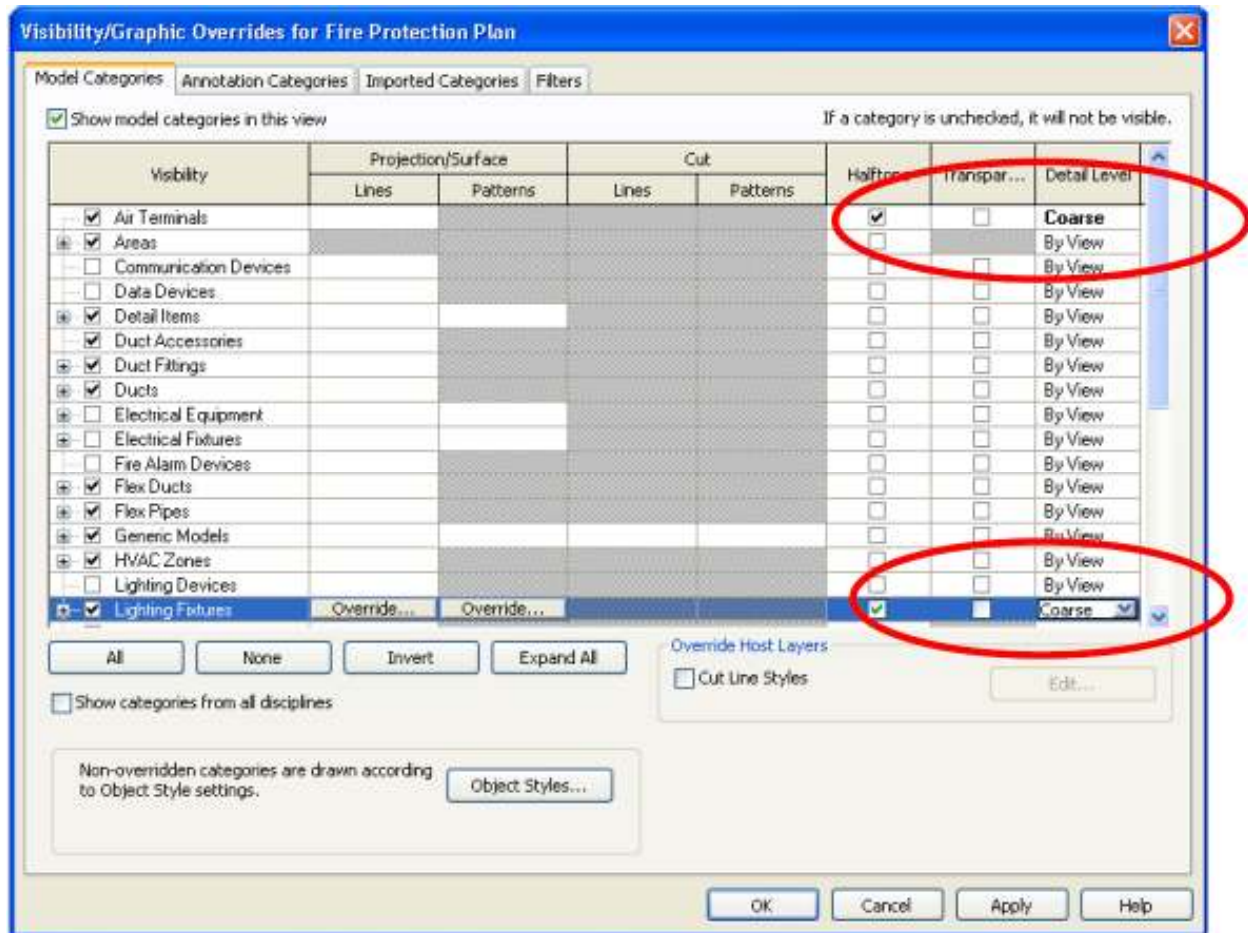 Visibility/Graphic Overrides for Fire Protection Plan
Model Categories Annotation Categories Imported Categories Filters
Show model categories in this view If a category is unchecked, it will not be visible.
Visibility Projection/Surface Cut Halftone Transpar... Detail Level
Lines Patterns Lines Patterns
Air Terminals Coarse
Areas By View
Communication Devices By View
Data Devices By View
Detail Items By View
Duct Accessories By View
Duct Fittings By View
Ducts By View
Electrical Equipment By View
Electrical Fixtures By View
Fire Alarm Devices By View
Flex Ducts By View
Flex Pipes By View
Generic Models By View
HVAC Zones By View
Lighting Devices By View
Lighting Fixtures Override... Override... Coarse
All None Invert Expand All Override Host Layers
Cut Line Styles Edit...
Show categories from all disciplines
Non-overridden categories are drawn according
to Object Style settings. Object Styles...
OK Cancel Apply Help